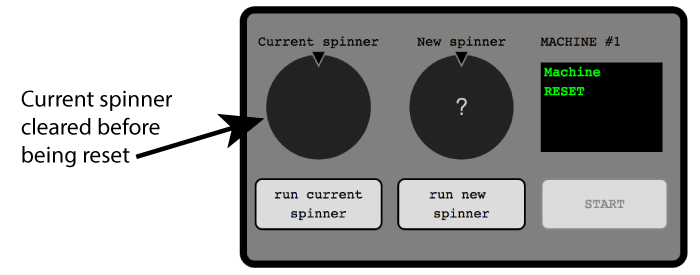 Current spinner
cleared before
being reset
Current spinner
New spinner
MACHINE #1
Machine
RESET
?
run current
spinner
run new
spinner
START